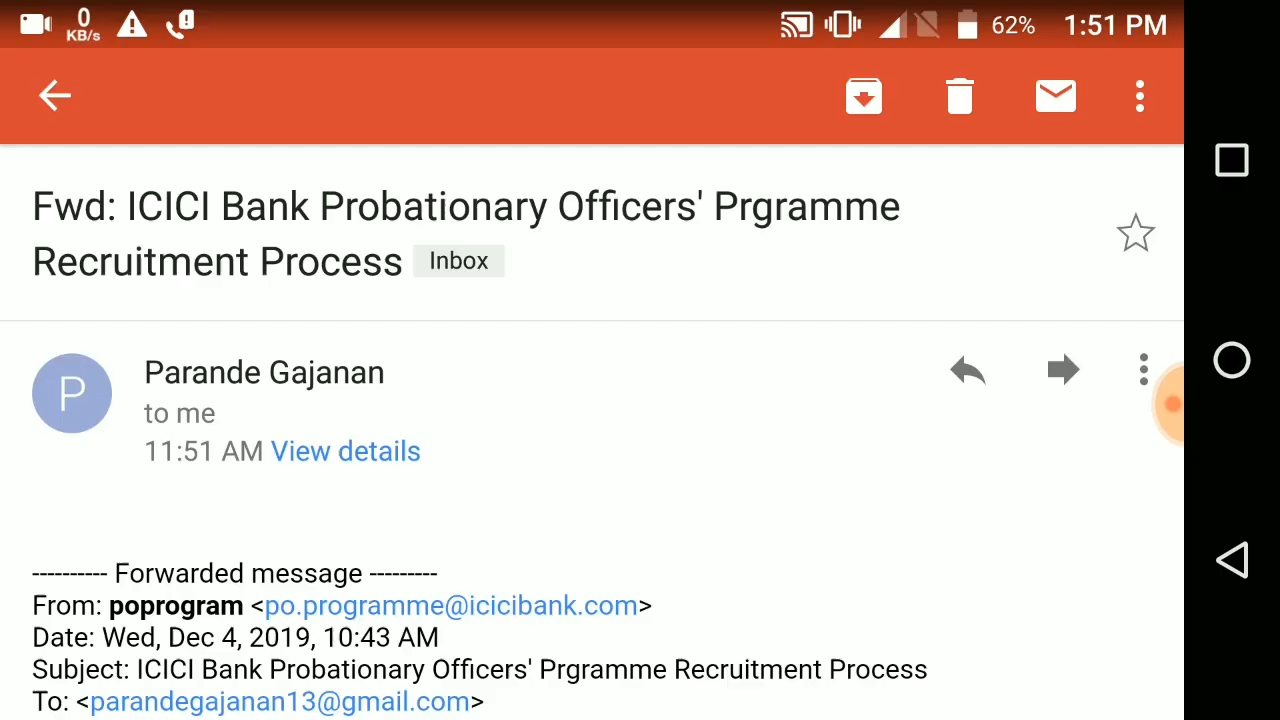 0
KB/s
62%
1:51 PM
Fwd: ICICI Bank Probationary Officers' Prgramme
Recruitment Process Inbox
P
Parande Gajanan
to me
11:51 AM View details
---------- Forwarded message ---------
From: poprogram <po.programme@icicibank.com>
Date: Wed, Dec 4, 2019, 10:43 AM
Subject: ICICI Bank Probationary Officers' Prgramme Recruitment Process
To: <parandegajanan13@gmail.com>